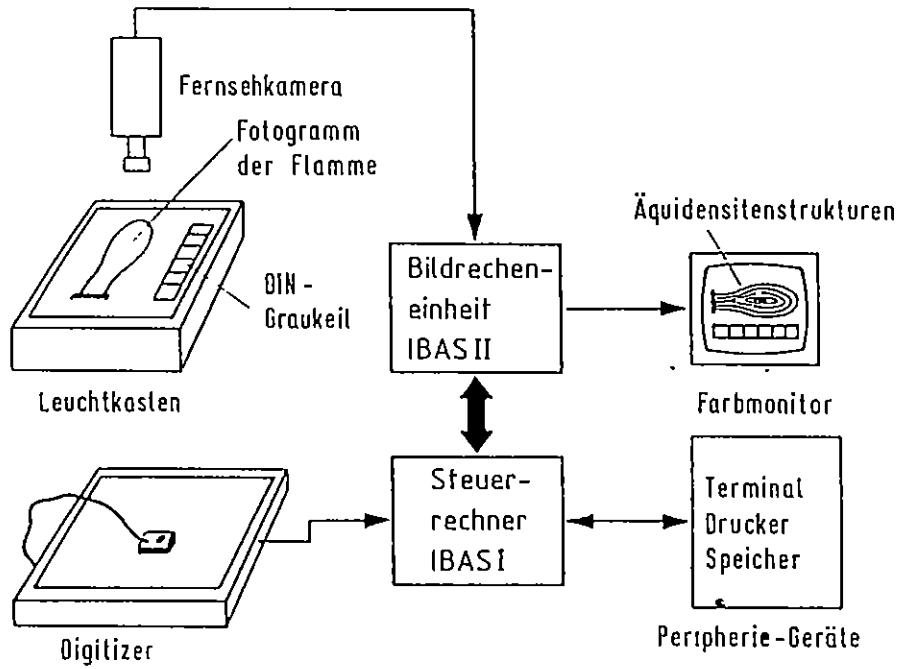 Fernsehkamera
Fotogramm
der Flamme
DIN-
Graukeil
Leuchtkasten
Bildrechen-
einheit
IBAS II
Äquidensitenstrukturen
Farbmonitor
Steuer-
rechner
IBAS I
Terminal
Drucker
Speicher
Digitizer
Peripherie-Geräte